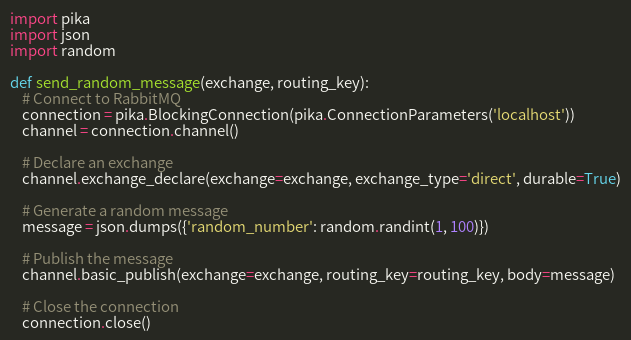 import pika
import json
import random

def send_random_message(exchange, routing_key):
    # Connect to RabbitMQ
    connection = pika.BlockingConnection(pika.ConnectionParameters('localhost'))
    channel = connection.channel()

    # Declare an exchange
    channel.exchange_declare(exchange=exchange, exchange_type='direct', durable=True)

    # Generate a random message
    message = json.dumps({'random_number': random.randint(1, 100)})

    # Publish the message
    channel.basic_publish(exchange=exchange, routing_key=routing_key, body=message)

    # Close the connection
    connection.close()